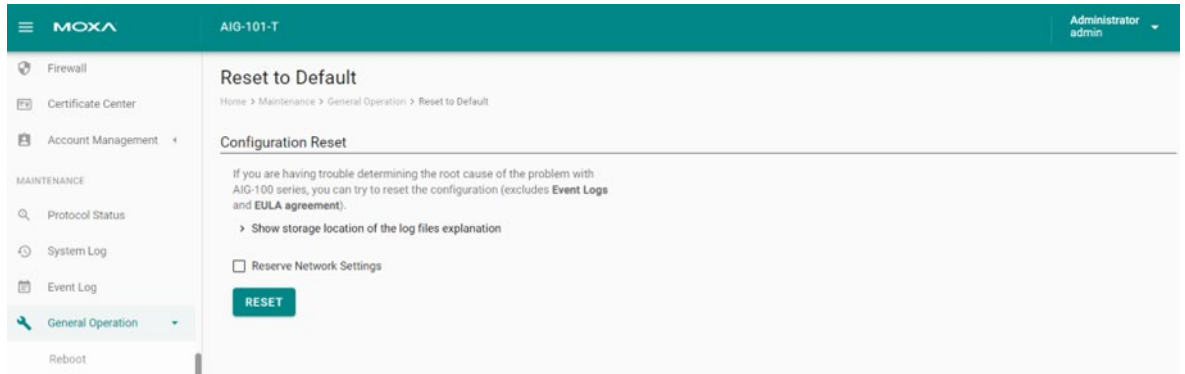 MOXA
AIG-101-T
Administrator
admin
Firewall
Certificate Center
Account Management
MAINTENANCE
Protocol Status
System Log
Event Log
General Operation
Reboot
Reset to Default
Home > Maintenance > General Operation > Reset to Default
Configuration Reset
If you are having trouble determining the root cause of the problem with
AIG-100 series, you can try to reset the configuration (excludes Event Logs
and EULA agreement).
> Show storage location of the log files explanation
Reserve Network Settings
RESET